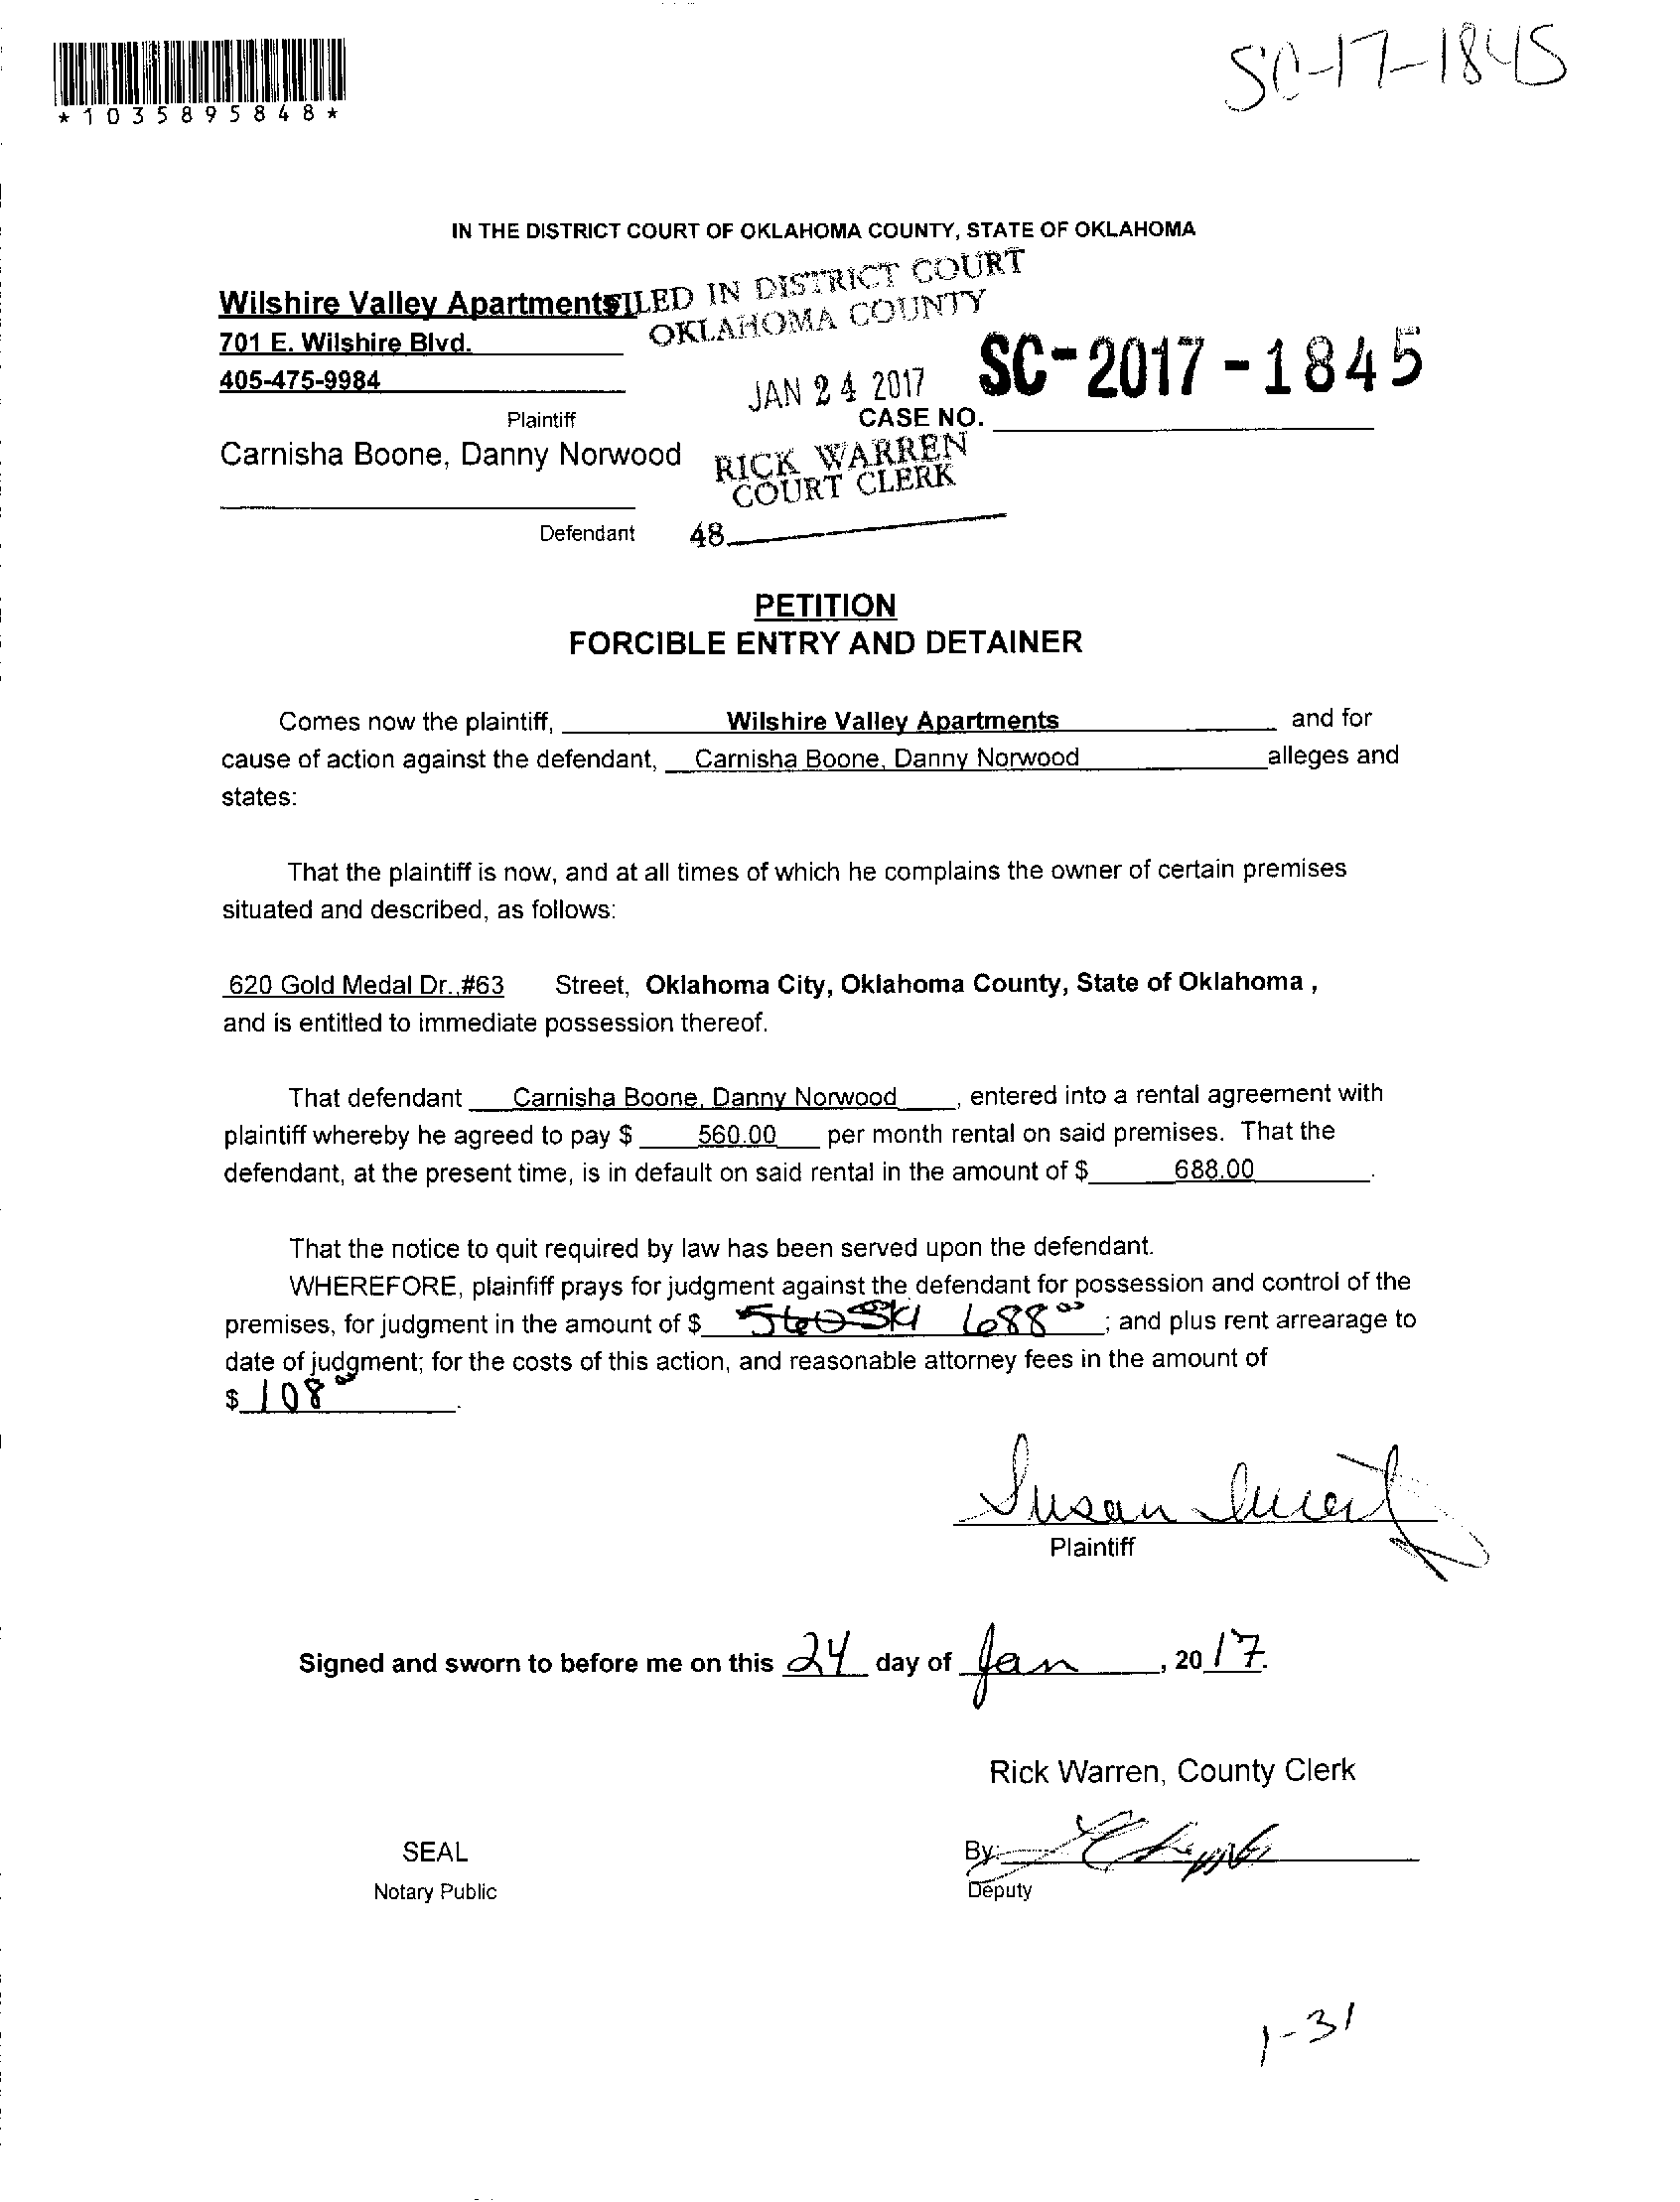 SC-17-1845
*1035895848*
IN THE DISTRICT COURT OF OKLAHOMA COUNTY, STATE OF OKLAHOMA
Wilshire Valley Apartments
FILED IN DISTRICT COURT
OKLAHOMA COUNTY
701 E. Wilshire Blvd.
405-475-9984
JAN 24 2017
SC-2017-1845
Plaintiff
CASE NO.
Carnisha Boone, Danny Norwood
RICK WARREN
COURT CLERK
Defendant
48
PETITION
FORCIBLE ENTRY AND DETAINER
Comes now the plaintiff, Wilshire Valley Apartments and for
cause of action against the defendant, Carnisha Boone, Danny Norwood alleges and
states:
That the plaintiff is now, and at all times of which he complains the owner of certain premises
situated and described, as follows:
620 Gold Medal Dr.,#63 Street, Oklahoma City, Oklahoma County, State of Oklahoma ,
and is entitled to immediate possession thereof.
That defendant Carnisha Boone, Danny Norwood , entered into a rental agreement with
plaintiff whereby he agreed to pay $ 560.00 per month rental on said premises. That the
defendant, at the present time, is in default on said rental in the amount of $ 688.00 .
That the notice to quit required by law has been served upon the defendant.
WHEREFORE, plainfiff prays for judgment against the defendant for possession and control of the
premises, for judgment in the amount of $ 688 00 ; and plus rent arrearage to
date of judgment; for the costs of this action, and reasonable attorney fees in the amount of
$ 108 00 .
Susan
Plaintiff
Signed and sworn to before me on this 24 day of Jan , 20 17.
Rick Warren, County Clerk
SEAL
By:
Notary Public
Deputy
1-31